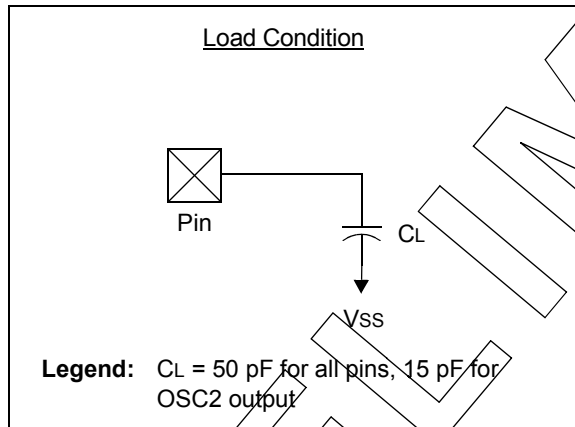 Load Condition
Pin
CL
VSS
Legend: CL = 50 pF for all pins, 15 pF for
OSC2 output